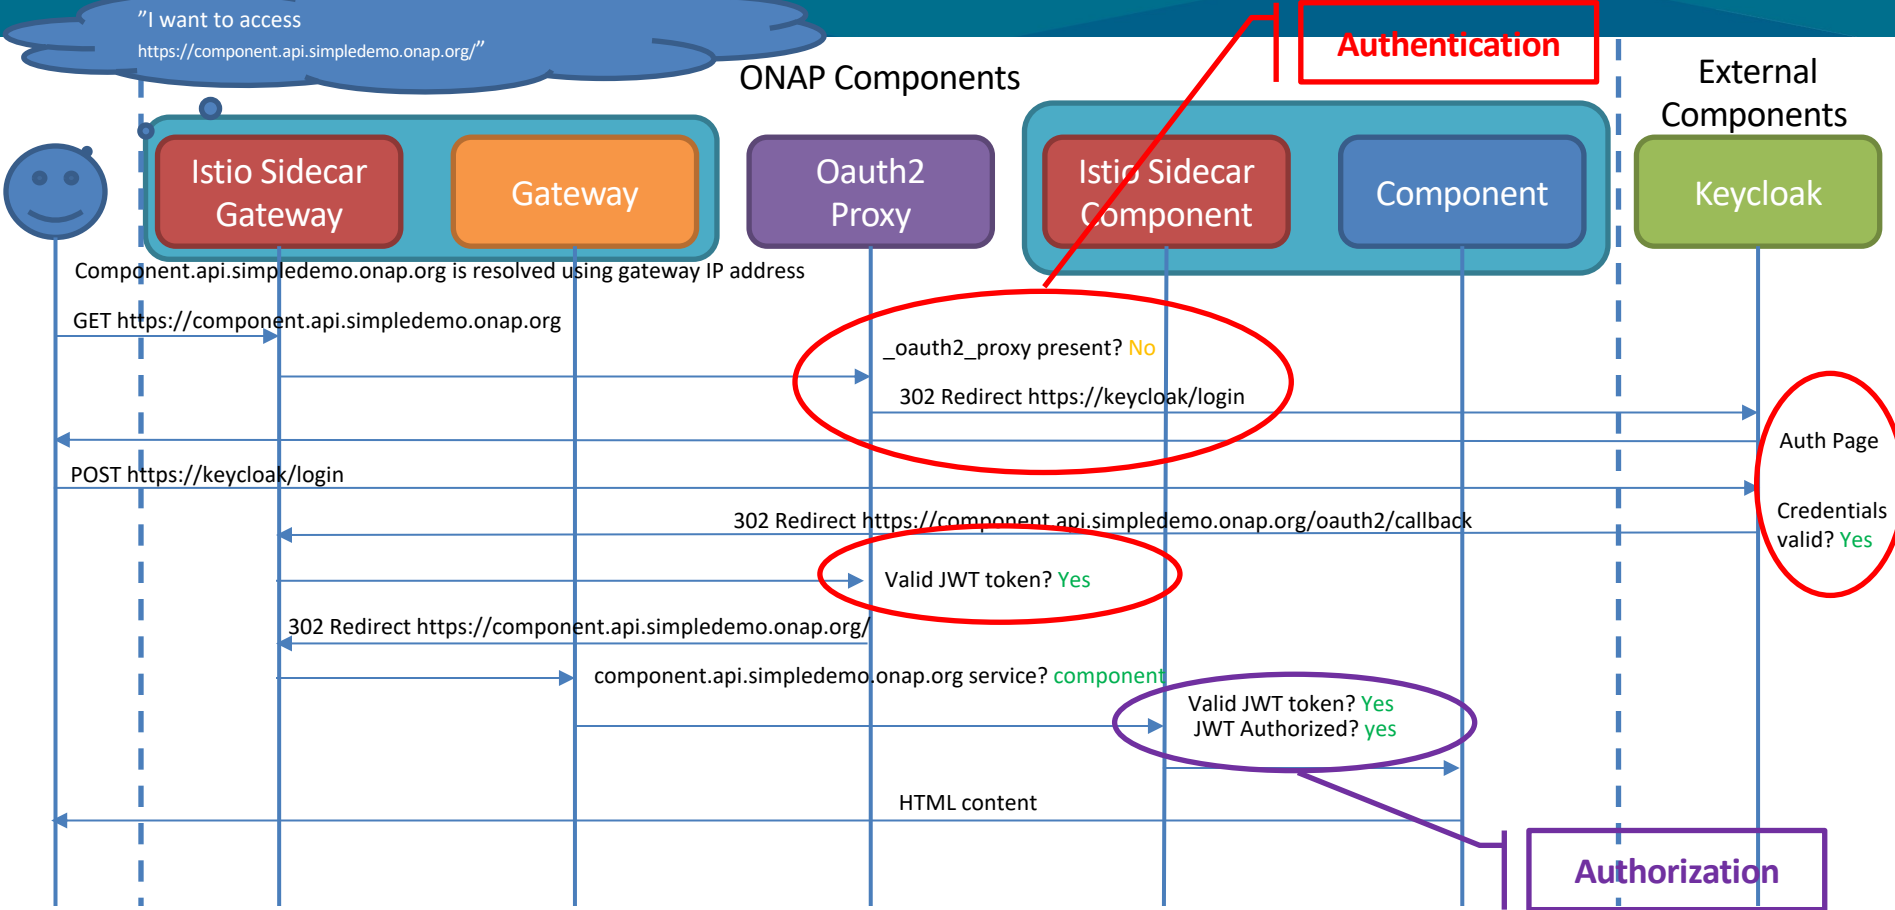 "I want to access
https://component.api.simpledemo.onap.org/"
Authentication
ONAP Components
External
Components
Istio Sidecar
Gateway
Gateway
Oauth2
Proxy
Istio Sidecar
Component
Component
Keycloak
Component.api.simpledemo.onap.org is resolved using gateway IP address
GET https://component.api.simpledemo.onap.org
_oauth2_proxy present? No
302 Redirect https://keycloak/login
Auth Page
POST https://keycloak/login
302 Redirect https://component.api.simpledemo.onap.org/oauth2/callback
Credentials
valid? Yes
Valid JWT token? Yes
302 Redirect https://component.api.simpledemo.onap.org/
component.api.simpledemo.onap.org service? component
Valid JWT token? Yes
JWT Authorized? yes
HTML content
Authorization